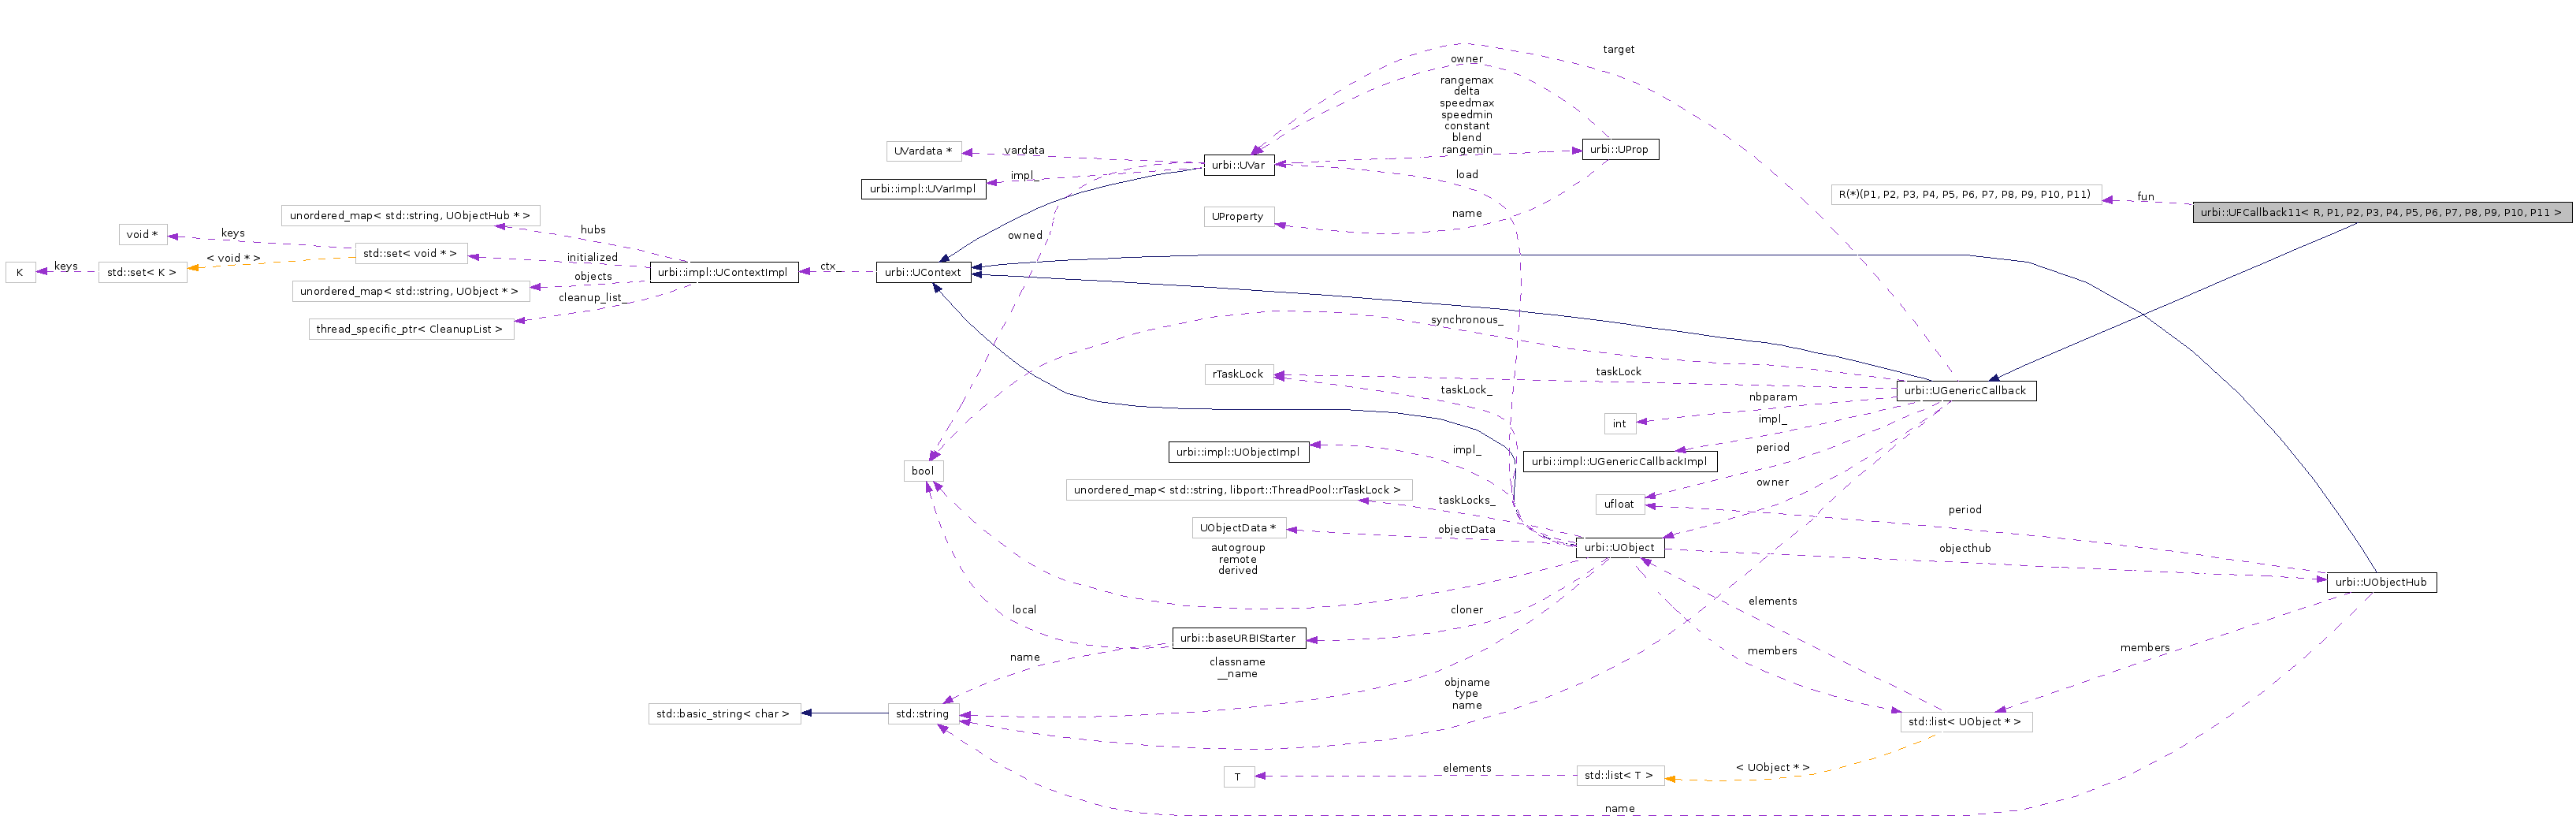 target
owner
rangemax
delta
speedmax
speedmin
constant
blend
rangemin
UVardata *
vardata
urbi::UVar
urbi::UProp
impl_
urbi::impl::UVarImpl
load
R(*)(P1, P2, P3, P4, P5, P6, P7, P8, P9, P10, P11)
fun
urbi::UFCallback11< R, P1, P2, P3, P4, P5, P6, P7, P8, P9, P10, P11 >
unordered_map< std::string, UObjectHub * >
UProperty
name
hubs
void *
keys
owned
std::set< void * >
< void * >
initialized
K
keys
std::set< K >
urbi::impl::UContextImpl
ctx_
urbi::UContext
objects
unordered_map< std::string, UObject * >
cleanup_list_
thread_specific_ptr< CleanupList >
synchronous_
rTaskLock
taskLock
taskLock_
urbi::UGenericCallback
nbparam
int
impl_
urbi::impl::UObjectImpl
impl_
urbi::impl::UGenericCallbackImpl
period
bool
owner
unordered_map< std::string, libport::ThreadPool::rTaskLock >
taskLocks_
ufloat
period
UObjectData *
objectData
autogroup
remote
derived
urbi::UObject
objecthub
urbi::UObjectHub
elements
local
cloner
urbi::baseURBIStarter
name
members
members
classname
__name
objname
type
name
std::basic_string< char >
std::string
std::list< UObject * >
T
elements
std::list< T >
< UObject * >
name